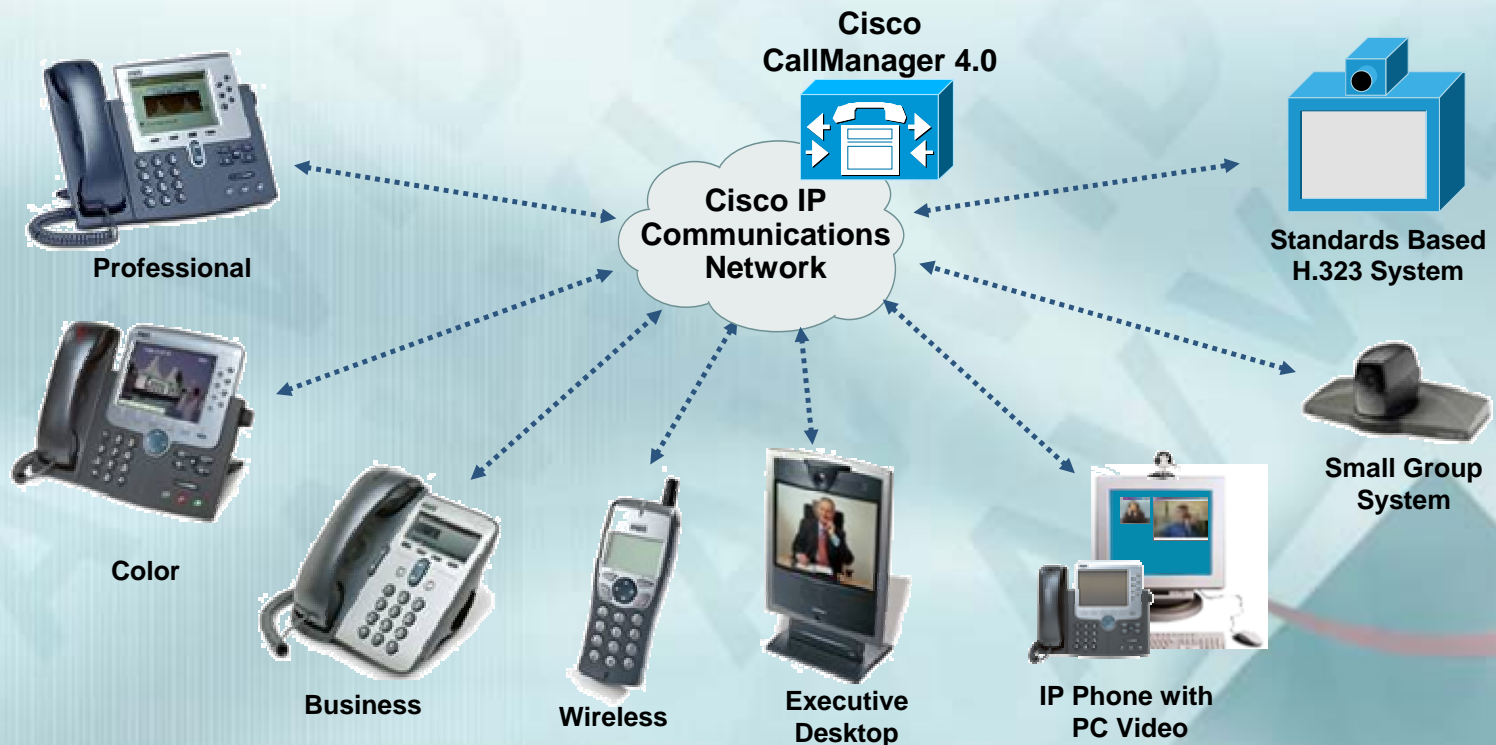 Cisco
CallManager 4.0
Cisco IP
Communications
Network
Professional
Standards Based
H.323 System
Color
Small Group
System
Business
Wireless
Executive
Desktop
IP Phone with
PC Video